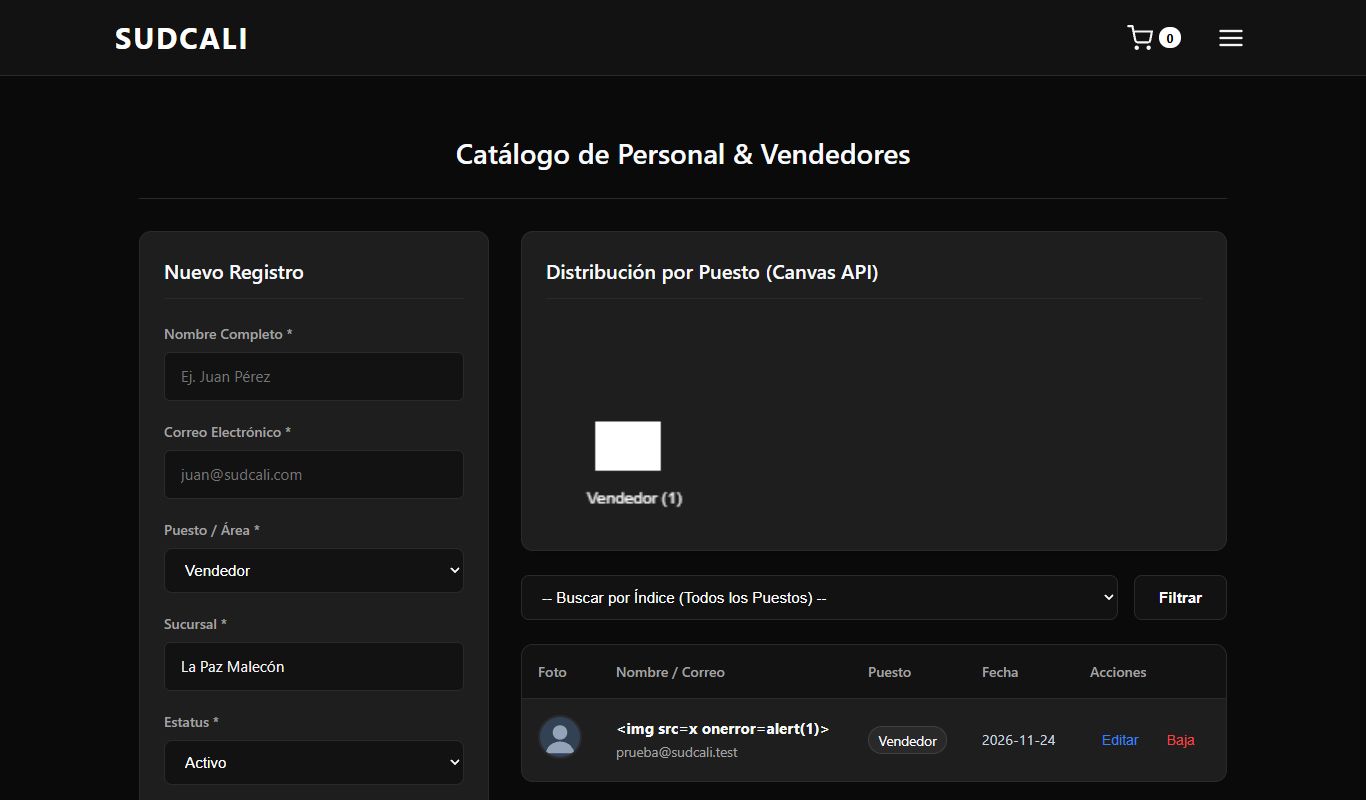 SUDCALI
0
Catálogo de Personal & Vendedores
Nuevo Registro
Nombre Completo *
Ej. Juan Pérez
Correo Electrónico *
juan@sudcali.com
Puesto / Área *
Vendedor
Sucursal *
La Paz Malecón
Estatus *
Activo
Distribución por Puesto (Canvas API)
Vendedor (1)
-- Buscar por Índice (Todos los Puestos) --
Filtrar
Foto Nombre / Correo Puesto Fecha Acciones
<img src=x onerror=alert(1)>
prueba@sudcali.test
Vendedor 2026-11-24 Editar Baja